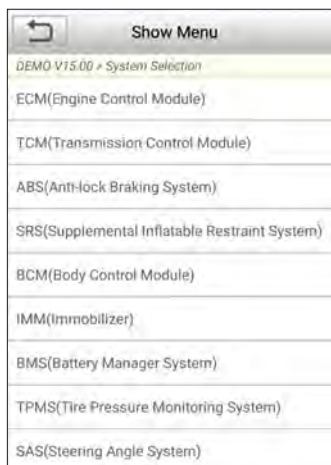 Show Menu
DEMO V15.00 > System Selection
ECM(Engine Control Module)
TCM(Transmission Control Module)
ABS(Anti-lock Braking System)
SRS(Supplemental Inflatable Restraint System)
BCM(Body Control Module)
IMM(Immobilizer)
BMS(Battery Manager System)
TPMS(Tire Pressure Monitoring System)
SAS(Steering Angle System)